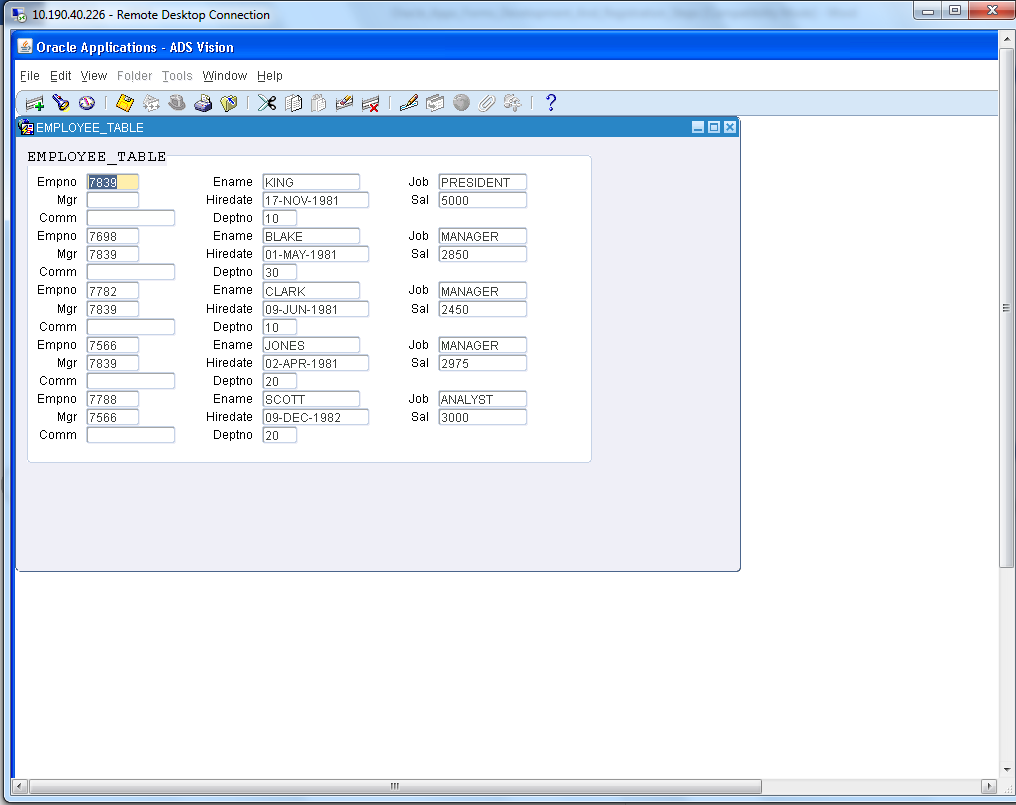 10.190.40.226 - Remote Desktop Connection
Oracle Applications - ADS Vision
File Edit View Folder Tools Window Help
?
EMPLOYEE_TABLE
EMPLOYEE_TABLE
Empno 7839 Ename KING Job PRESIDENT
Mgr Hiredate 17-NOV-1981 Sal 5000
Comm Deptno 10
Empno 7698 Ename BLAKE Job MANAGER
Mgr 7839 Hiredate 01-MAY-1981 Sal 2850
Comm Deptno 30
Empno 7782 Ename CLARK Job MANAGER
Mgr 7839 Hiredate 09-JUN-1981 Sal 2450
Comm Deptno 10
Empno 7566 Ename JONES Job MANAGER
Mgr 7839 Hiredate 02-APR-1981 Sal 2975
Comm Deptno 20
Empno 7788 Ename SCOTT Job ANALYST
Mgr 7566 Hiredate 09-DEC-1982 Sal 3000
Comm Deptno 20